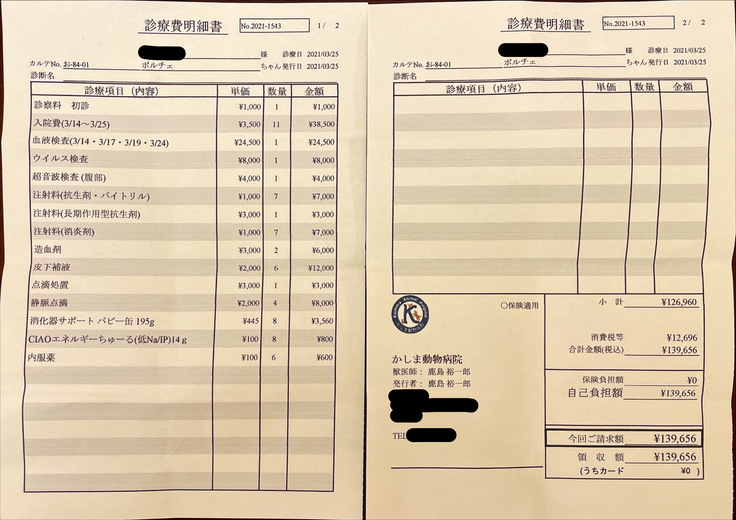 診療費明細書
No.2021-1543
1 / 2
様 診療日 2021/03/25
カルテNo. お-84-01 ポルチェ ちゃん 発行日 2021/03/25
診断名
診療項目（内容） 単価 数量 金額
診察料 初診 ¥1,000 1 ¥1,000
入院費(3/14～3/25) ¥3,500 11 ¥38,500
血液検査(3/14・3/17・3/19・3/24) ¥24,500 1 ¥24,500
ウイルス検査 ¥8,000 1 ¥8,000
超音波検査 (腹部) ¥4,000 1 ¥4,000
注射料(抗生剤・バイトリル) ¥1,000 7 ¥7,000
注射料(長期作用型抗生剤) ¥3,000 1 ¥3,000
注射料(消炎剤) ¥1,000 7 ¥7,000
造血剤 ¥3,000 2 ¥6,000
皮下補液 ¥2,000 6 ¥12,000
点滴処置 ¥3,000 1 ¥3,000
静脈点滴 ¥2,000 4 ¥8,000
消化器サポート ベビー缶 195g ¥445 8 ¥3,560
CIAOエネルギーちゅーる(低Na/IP)14ｇ ¥100 8 ¥800
内服薬 ¥100 6 ¥600
診療費明細書
No.2021-1543
2 / 2
様 診療日 2021/03/25
カルテNo. お-84-01 ポルチェ ちゃん 発行日 2021/03/25
診断名
診療項目（内容） 単価 数量 金額
〇保険適用
かしま動物病院
獣医師： 鹿島 裕一郎
発行者： 鹿島 裕一郎
TEL
小 計 ¥126,960
消費税等 ¥12,696
合計金額(税込) ¥139,656
保険負担額 ¥0
自己負担額 ¥139,656
今回ご請求額 ¥139,656
領 収 額 ¥139,656
(うちカード ¥0 )